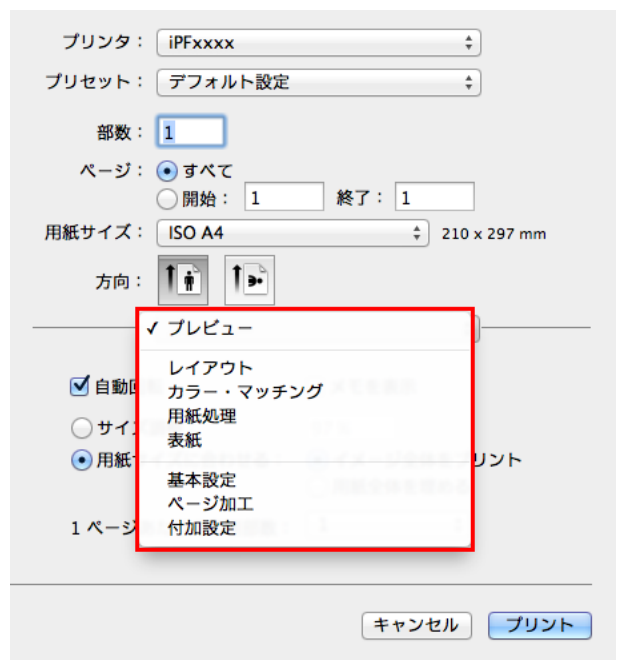 プリンタ： iPFxxxx
プリセット： デフォルト設定
部数： 1
ページ： すべて
開始： 1 終了： 1
用紙サイズ： ISO A4 210 x 297 mm
方向：
✓ プレビュー
レイアウト
自動
カラー・マッチング
用紙処理
サイズ
表紙
用紙 リント
基本設定
ページ加工
1 ページ 付加設定
キャンセル プリント